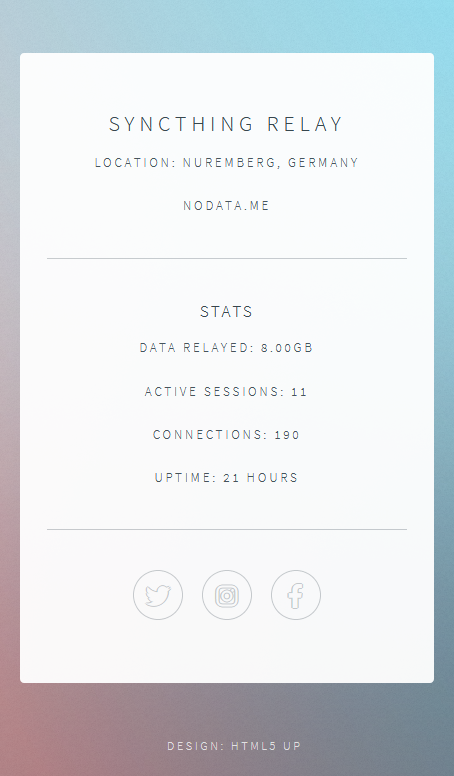 SYNCTHING RELAY
LOCATION: NUREMBERG, GERMANY
NODATA.ME
STATS
DATA RELAYED: 8.00GB
ACTIVE SESSIONS: 11
CONNECTIONS: 190
UPTIME: 21 HOURS
DESIGN: HTML5 UP